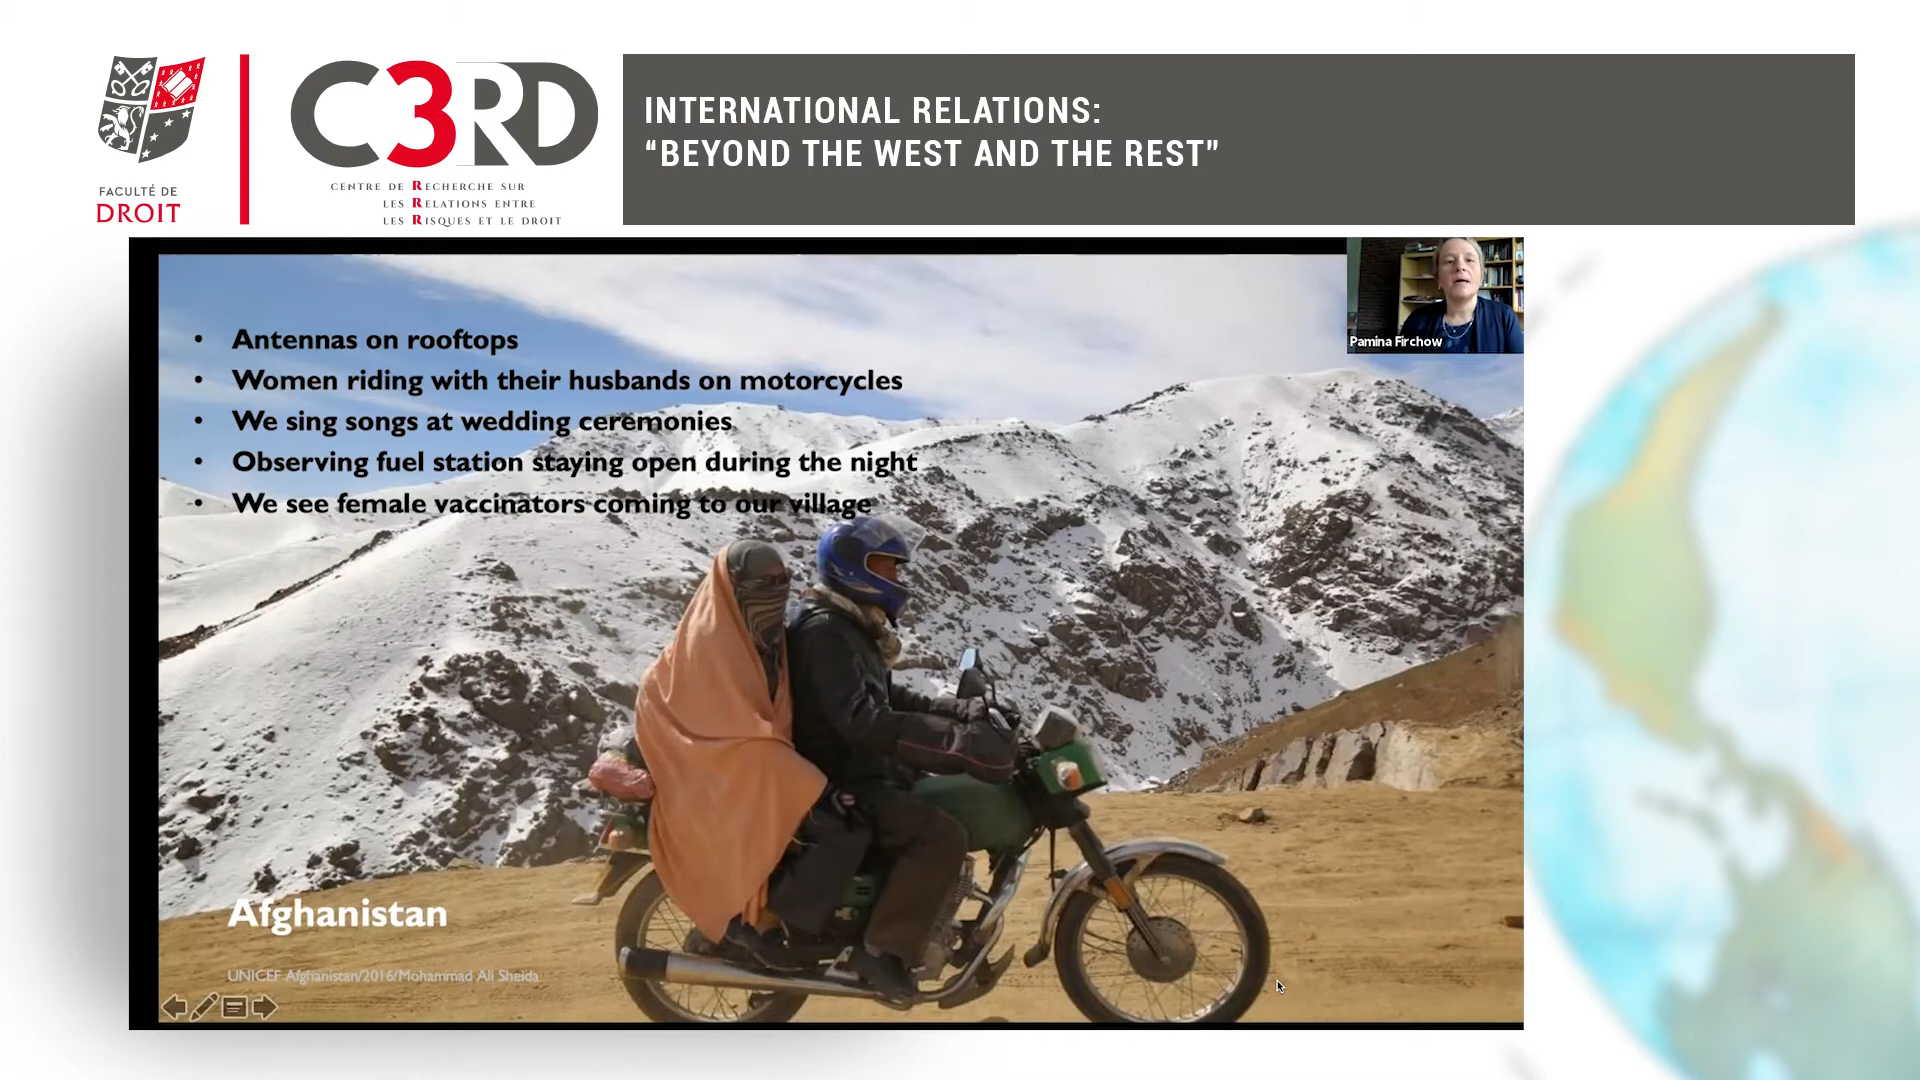 FACULTÉ DE
DROIT
C3RD
CENTRE DE RECHERCHE SUR
LES RELATIONS ENTRE
LES RISQUES ET LE DROIT
INTERNATIONAL RELATIONS:
“BEYOND THE WEST AND THE REST”
Pamina Firchow
• Antennas on rooftops
• Women riding with their husbands on motorcycles
• We sing songs at wedding ceremonies
• Observing fuel station staying open during the night
• We see female vaccinators coming to our village
Afghanistan
UNICEF Afghanistan/2016/Mohammad Ali Sheida